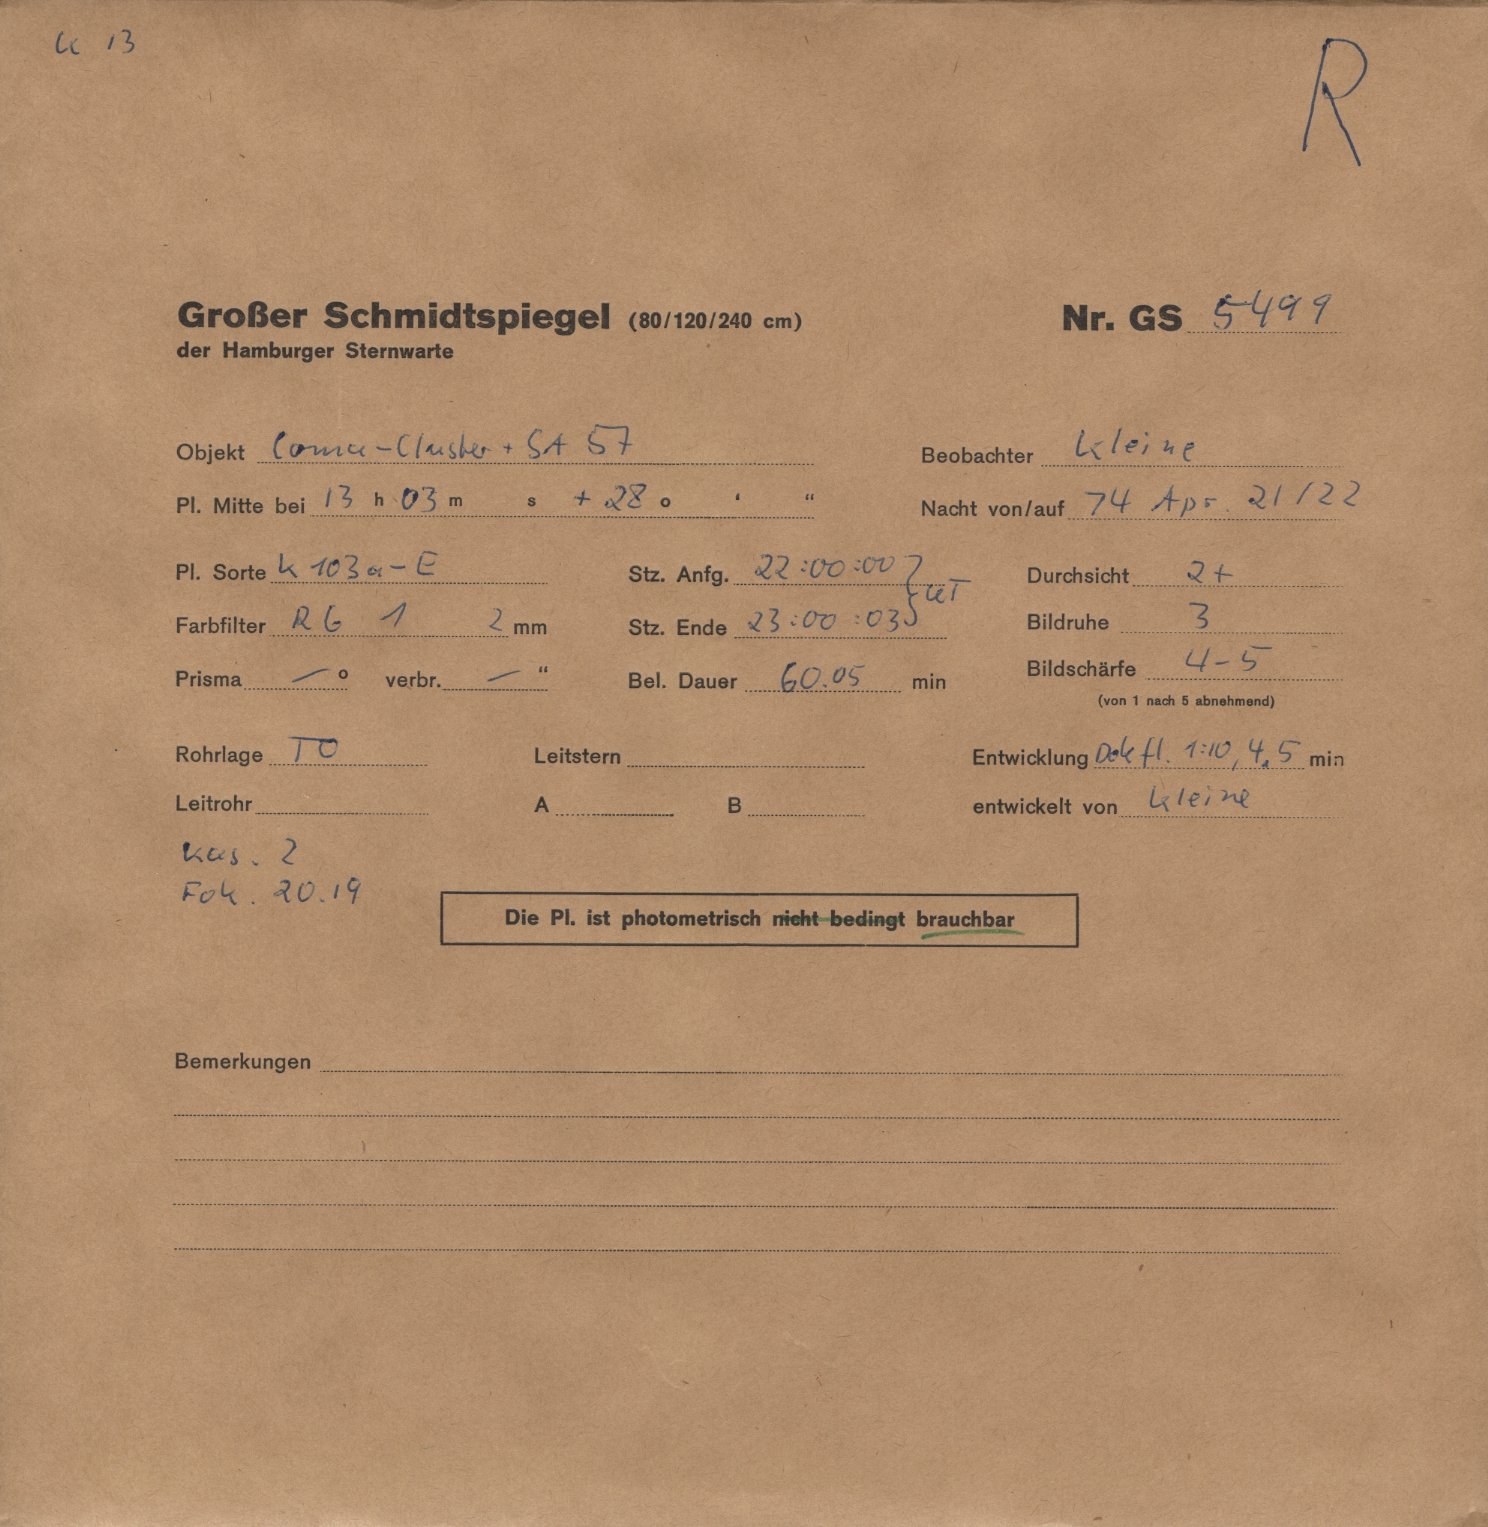 K 13
R
Großer Schmidtspiegel (80/120/240 cm) Nr. GS 5499
der Hamburger Sternwarte
Objekt Coma-Cluster + SA 57 Beobachter Kleine
Pl. Mitte bei 13 h 03 m s + 28 o ‘ “ Nacht von/auf 74 Apr. 21/22
Pl. Sorte K 103a-E Stz. Anfg. 22:00:00 } UT Durchsicht 2+
Farbfilter RG 1 2 mm Stz. Ende 23:00:03 Bildruhe 3
Prisma — o verbr. — “ Bel. Dauer 60.05 min Bildschärfe 4-5
(von 1 nach 5 abnehmend)
Rohrlage TO Leitstern Entwicklung Dokfl. 1:10, 4,5 min
Leitrohr A B entwickelt von Kleine
Kas. 2
Fok. 20.19
Die Pl. ist photometrisch nicht bedingt brauchbar
Bemerkungen